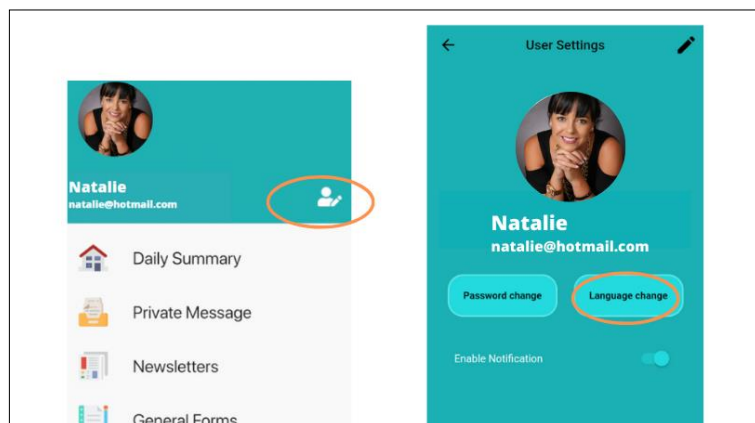 Natalie
natalie@hotmail.com
Daily Summary
Private Message
Newsletters
General Forms
User Settings
Natalie
natalie@hotmail.com
Password change
Language change
Enable Notification